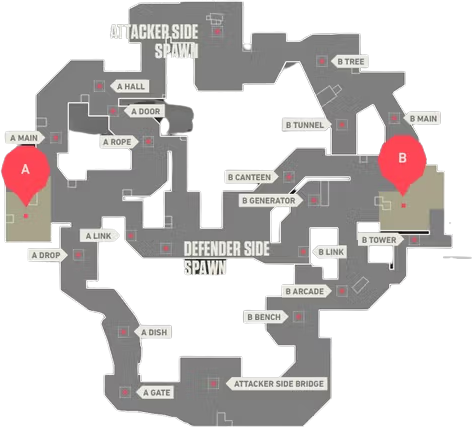 ATTACKER SIDE
SPAWN
B TREE
A HALL
A DOOR
B MAIN
B TUNNEL
A MAIN
A ROPE
B
A
B CANTEEN
B GENERATOR
A LINK
B TOWER
DEFENDER SIDE
SPAWN
B LINK
A DROP
B ARCADE
B BENCH
A DISH
ATTACKER SIDE BRIDGE
A GATE